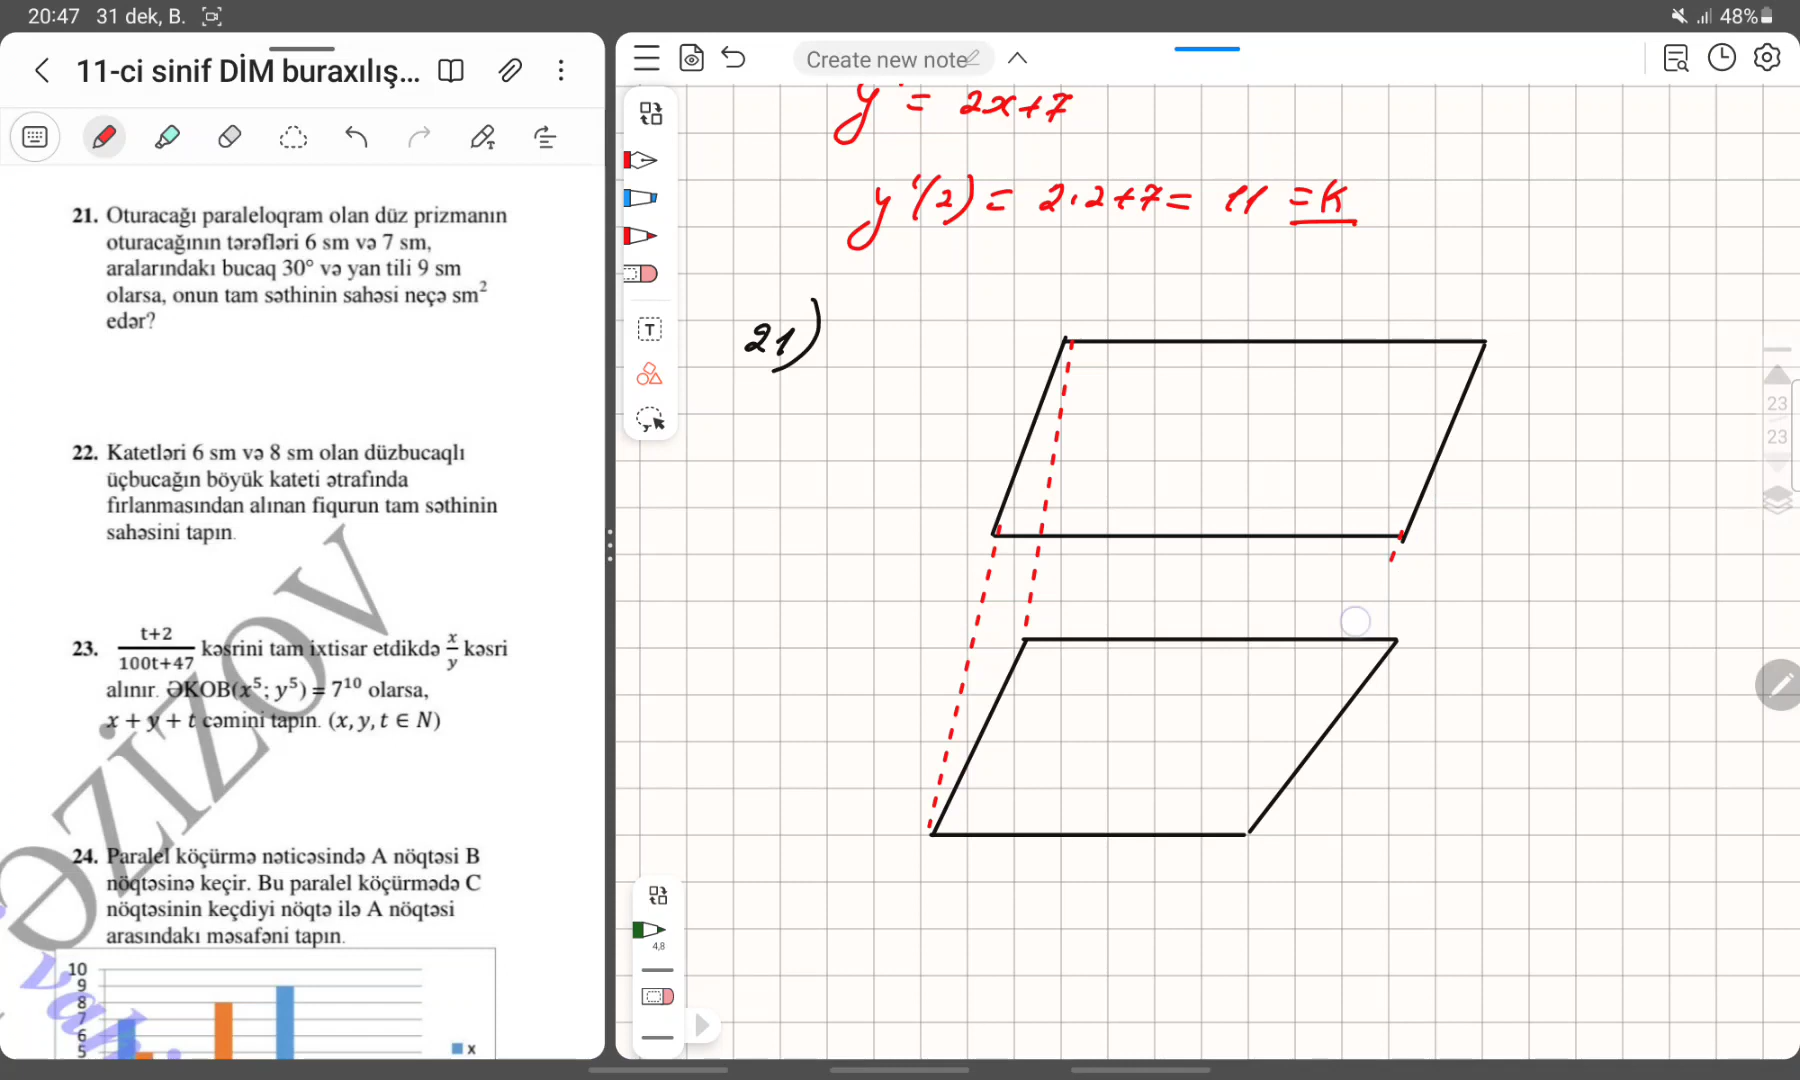 20:47 31 dek, B. 48%
11-ci sinif DİM buraxılış...
21. Oturacağı paraleloqram olan düz prizmanın
oturacağının tərəfləri 6 sm və 7 sm,
aralarındakı bucaq 30° və yan tili 9 sm
olarsa, onun tam səthinin sahəsi neçə sm²
edər?
22. Katetləri 6 sm və 8 sm olan düzbucaqlı
üçbucağın böyük kateti ətrafında
fırlanmasından alınan fiqurun tam səthinin
sahəsini tapın.
23. t+2/100t+47 kəsrini tam ixtisar etdikdə x/y kəsri
alınır. ƏKOB(x⁵; y⁵) = 7¹⁰ olarsa,
x + y + t cəmini tapın. (x, y, t ∈ N)
24. Paralel köçürmə nəticəsində A nöqtəsi B
nöqtəsinə keçir. Bu paralel köçürmədə C
nöqtəsinin keçdiyi nöqtə ilə A nöqtəsi
arasındakı məsafəni tapın.
10
9
8
7
6
5
x
ƏZİZOV
Create new note
y' = 2x+7
y'(2) = 2·2+7 = 11 = k
21)
T
23
23
4,8